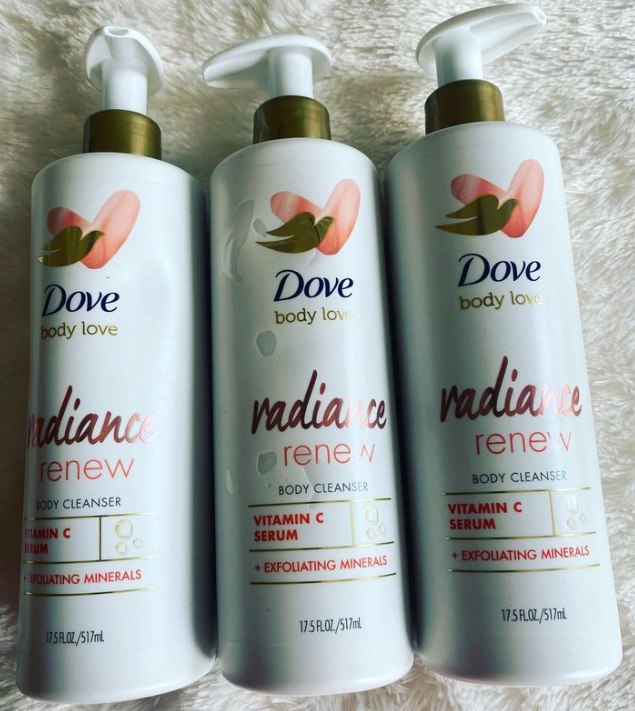 Dove
body love
radiance
renew
BODY CLEANSER
VITAMIN C
SERUM
+ EXFOLIATING MINERALS
17.5 FL.OZ./517mL
Dove
body love
radiance
renew
BODY CLEANSER
VITAMIN C
SERUM
+ EXFOLIATING MINERALS
17.5 FL.OZ./517mL
Dove
body love
radiance
renew
BODY CLEANSER
VITAMIN C
SERUM
+ EXFOLIATING MINERALS
17.5 FL.OZ./517mL